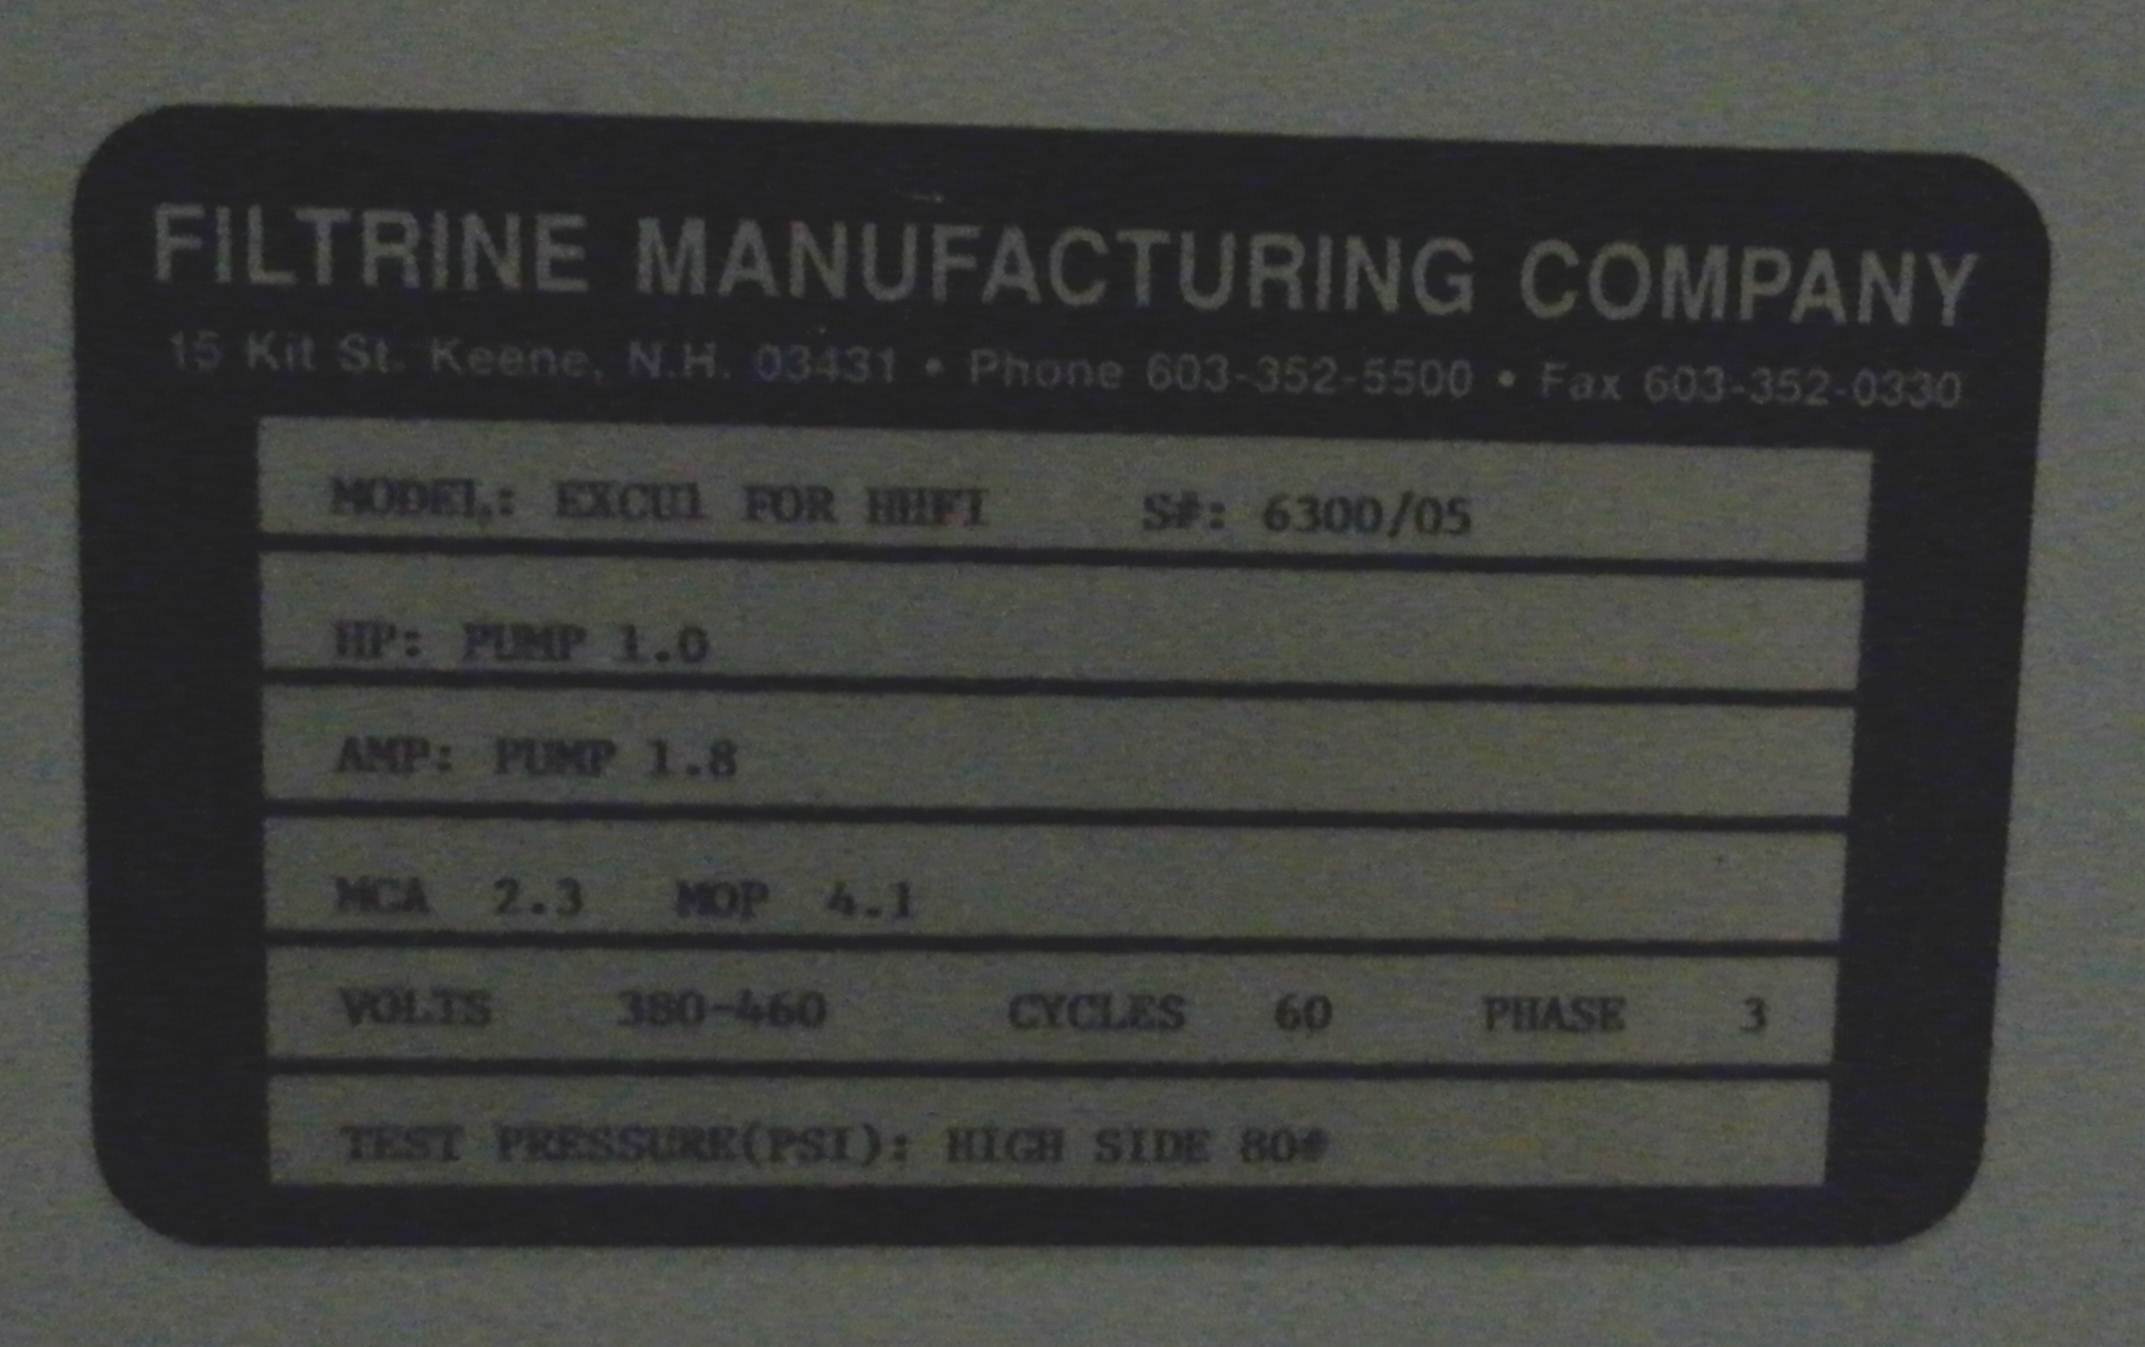 FILTRINE MANUFACTURING COMPANY
15 Kit St. Keene, N.H. 03431 • Phone 603-352-5500 • Fax 603-352-0330
MODEL: EXCU1 FOR HHFI S#: 6300/05
HP: PUMP 1.0
AMP: PUMP 1.8
MCA 2.3 MOP 4.1
VOLTS 380-460 CYCLES 60 PHASE 3
TEST PRESSURE(PSI): HIGH SIDE 80#